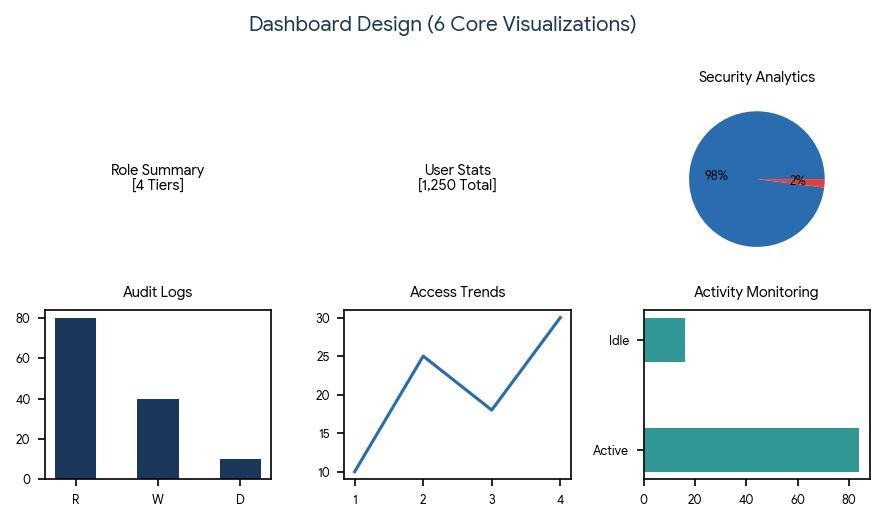 Dashboard Design (6 Core Visualizations)
Role Summary
[4 Tiers]
User Stats
[1,250 Total]
Security Analytics
98%
2%
Audit Logs
80
60
40
20
0
R
W
D
Access Trends
30
25
20
15
10
1
2
3
4
Activity Monitoring
Idle
Active
0
20
40
60
80